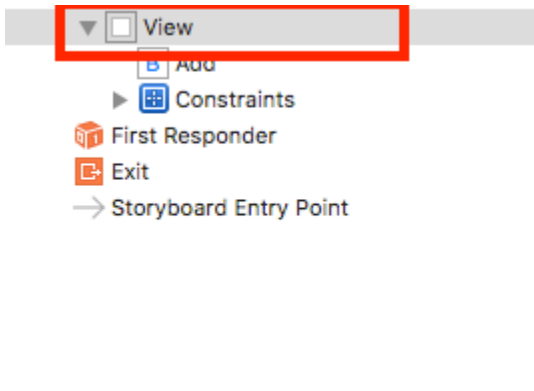 View
B Add
Constraints
First Responder
Exit
Storyboard Entry Point